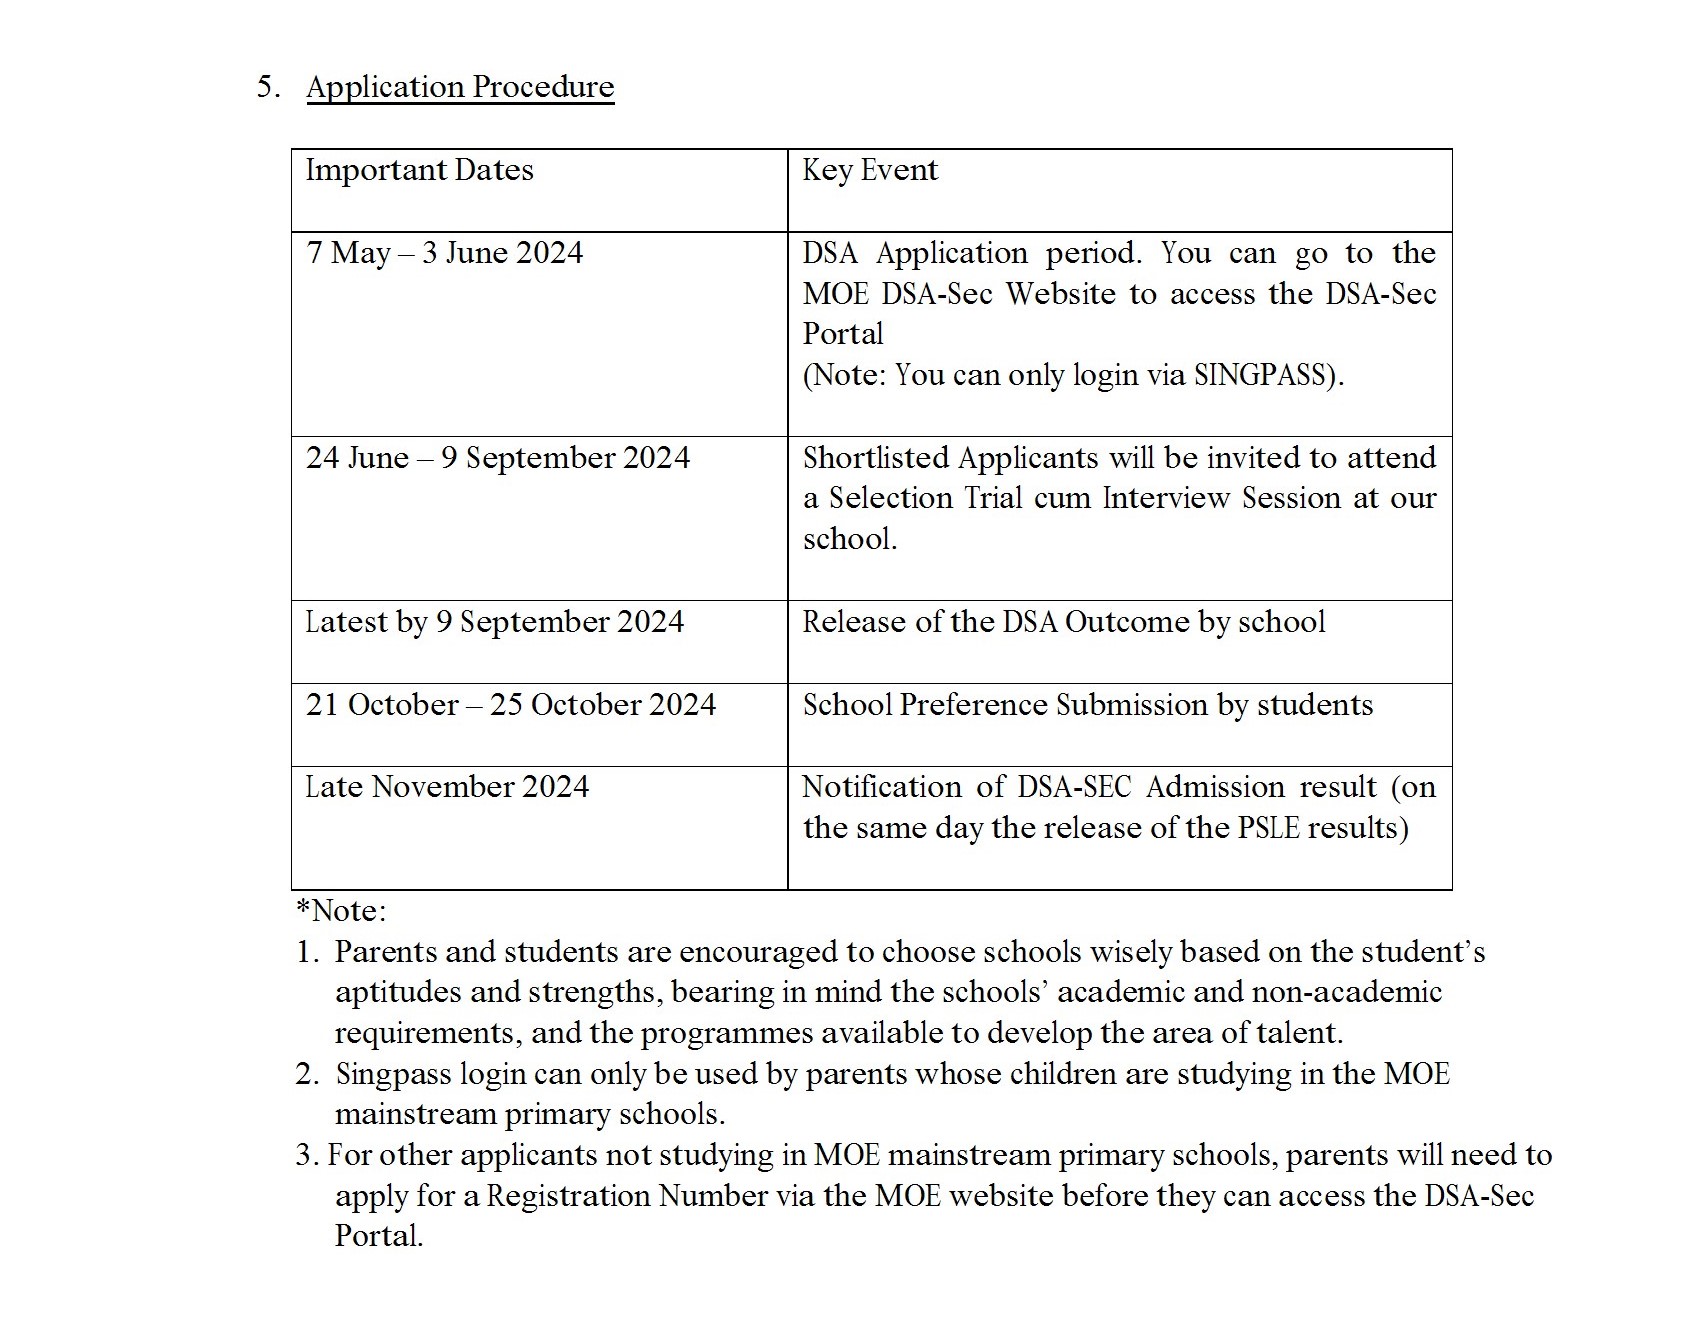 5. Application Procedure
Important Dates
Key Event
7 May – 3 June 2024
DSA Application period. You can go to the
MOE DSA-Sec Website to access the DSA-Sec
Portal
(Note: You can only login via SINGPASS).
24 June – 9 September 2024
Shortlisted Applicants will be invited to attend
a Selection Trial cum Interview Session at our
school.
Latest by 9 September 2024
Release of the DSA Outcome by school
21 October – 25 October 2024
School Preference Submission by students
Late November 2024
Notification of DSA-SEC Admission result (on
the same day the release of the PSLE results)
*Note:
1. Parents and students are encouraged to choose schools wisely based on the student’s
aptitudes and strengths, bearing in mind the schools’ academic and non-academic
requirements, and the programmes available to develop the area of talent.
2. Singpass login can only be used by parents whose children are studying in the MOE
mainstream primary schools.
3. For other applicants not studying in MOE mainstream primary schools, parents will need to
apply for a Registration Number via the MOE website before they can access the DSA-Sec
Portal.